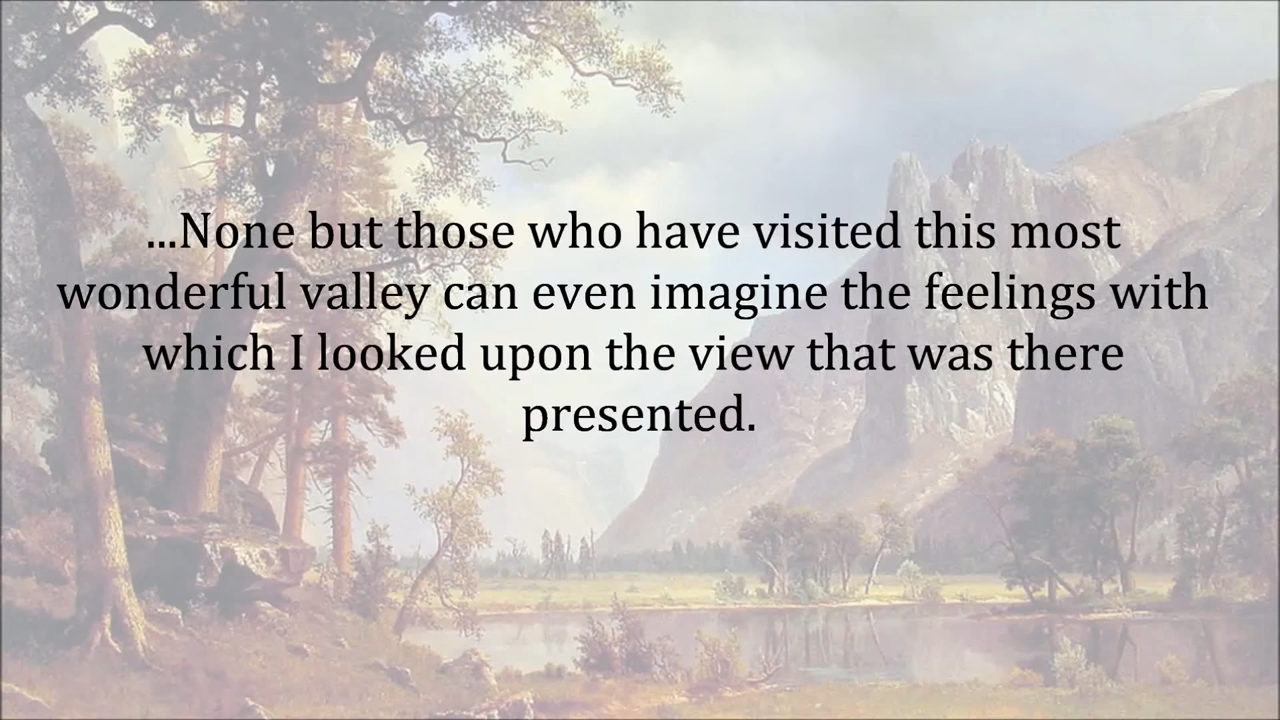 ...None but those who have visited this most
wonderful valley can even imagine the feelings with
which I looked upon the view that was there
presented.